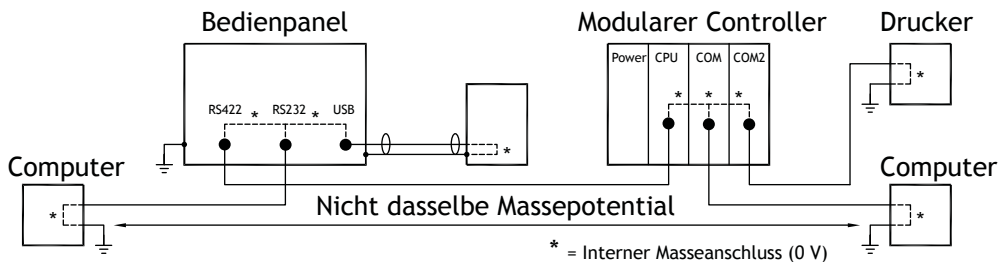 Bedienpanel
Modularer Controller
Drucker
Power CPU COM COM2
*
* * *
RS422 * RS232 * USB
*
Computer
Computer
*
Nicht dasselbe Massepotential
*
* = Interner Masseanschluss (0 V)